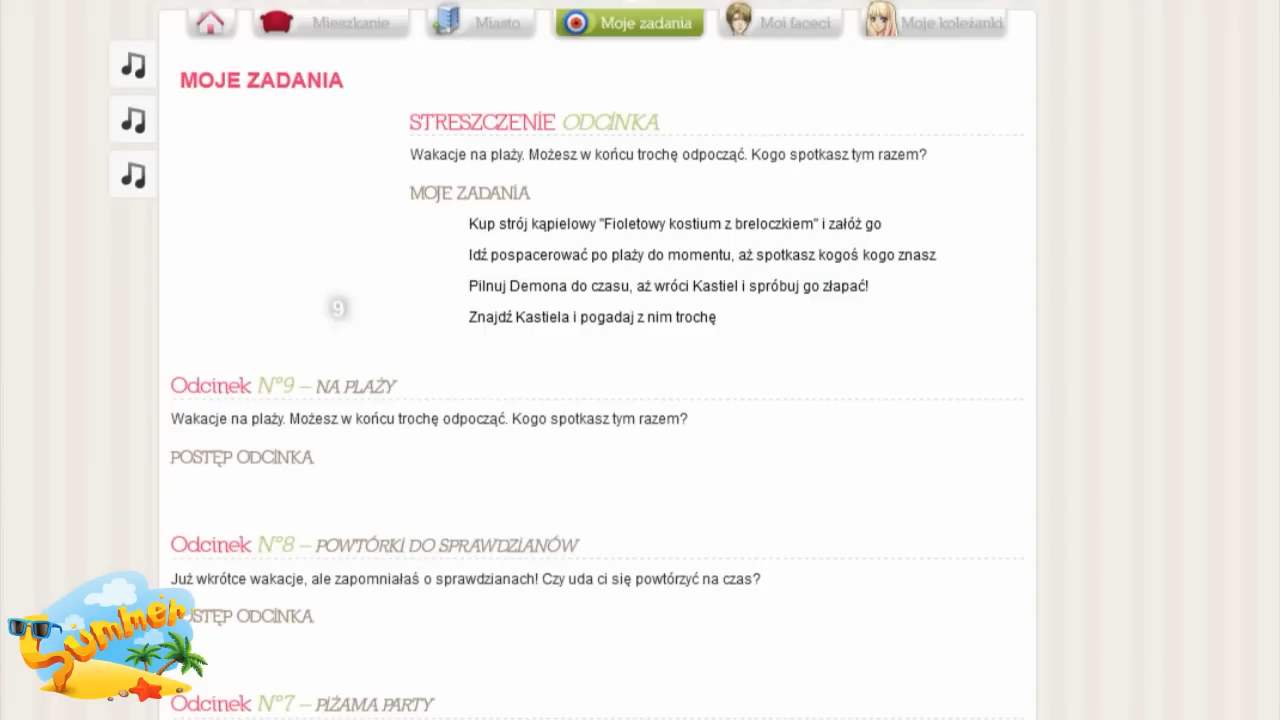 Mieszkanie
Miasto
Moje zadania
Moi faceci
Moje koleżanki
MOJE ZADANIA
STRESZCZENIE ODCINKA
Wakacje na plaży. Możesz w końcu trochę odpocząć. Kogo spotkasz tym razem?
MOJE ZADANIA
Kup strój kąpielowy "Fioletowy kostium z breloczkiem" i załóż go
Idź pospacerować po plaży do momentu, aż spotkasz kogoś kogo znasz
Pilnuj Demona do czasu, aż wróci Kastiel i spróbuj go złapać!
9
Znajdź Kastiela i pogadaj z nim trochę
Odcinek N°9 – NA PLAŻY
Wakacje na plaży. Możesz w końcu trochę odpocząć. Kogo spotkasz tym razem?
POSTĘP ODCINKA
Odcinek N°8 – POWTÓRKI DO SPRAWDZIANÓW
Już wkrótce wakacje, ale zapomniałaś o sprawdzianach! Czy uda ci się powtórzyć na czas?
OSTĘP ODCINKA
Summer
Odcinek N°7 – PIŻAMA PARTY